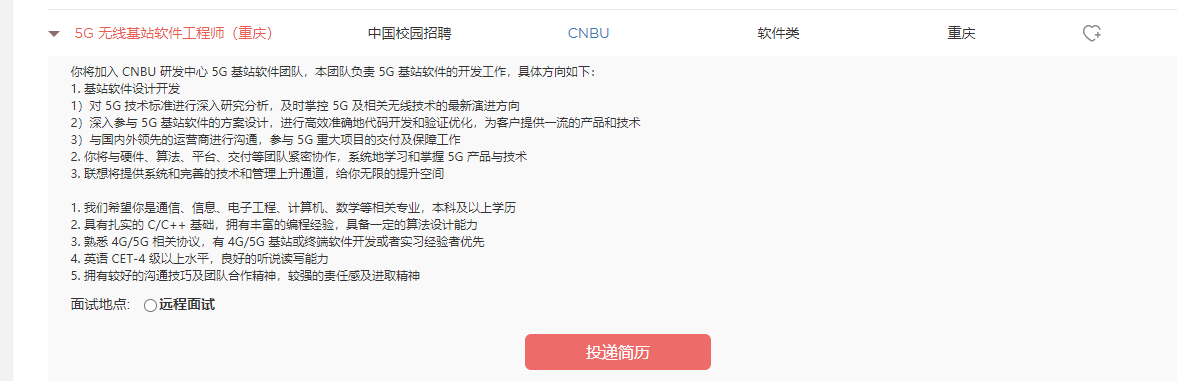 5G 无线基站软件工程师（重庆） 中国校园招聘 CNBU 软件类 重庆
你将加入 CNBU 研发中心 5G 基站软件团队，本团队负责 5G 基站软件的开发工作，具体方向如下：
1. 基站软件设计开发
1）对 5G 技术标准进行深入研究分析，及时掌控 5G 及相关无线技术的最新演进方向
2）深入参与 5G 基站软件的方案设计，进行高效准确地代码开发和验证优化，为客户提供一流的产品和技术
3）与国内外领先的运营商进行沟通，参与 5G 重大项目的交付及保障工作
2. 你将与硬件、算法、平台、交付等团队紧密协作，系统地学习和掌握 5G 产品与技术
3. 联想将提供系统和完善的技术和管理上升通道，给你无限的提升空间
1. 我们希望你是通信、信息、电子工程、计算机、数学等相关专业，本科及以上学历
2. 具有扎实的 C/C++ 基础，拥有丰富的编程经验，具备一定的算法设计能力
3. 熟悉 4G/5G 相关协议，有 4G/5G 基站或终端软件开发或者实习经验者优先
4. 英语 CET-4 级以上水平，良好的听说读写能力
5. 拥有较好的沟通技巧及团队合作精神，较强的责任感及进取精神
面试地点: 远程面试
投递简历